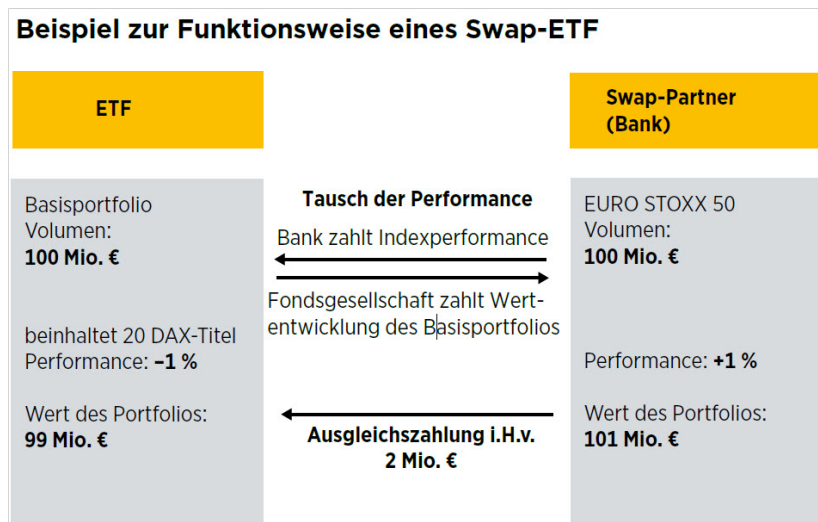 Beispiel zur Funktionsweise eines Swap-ETF
ETF
Swap-Partner
(Bank)
Basisportfolio
Volumen:
100 Mio. €
beinhaltet 20 DAX-Titel
Performance: –1 %
Wert des Portfolios:
99 Mio. €
Tausch der Performance
Bank zahlt Indexperformance
Fondsgesellschaft zahlt Wert-
entwicklung des Basisportfolios
Ausgleichszahlung i.H.v.
2 Mio. €
EURO STOXX 50
Volumen:
100 Mio. €
Performance: +1 %
Wert des Portfolios:
101 Mio. €